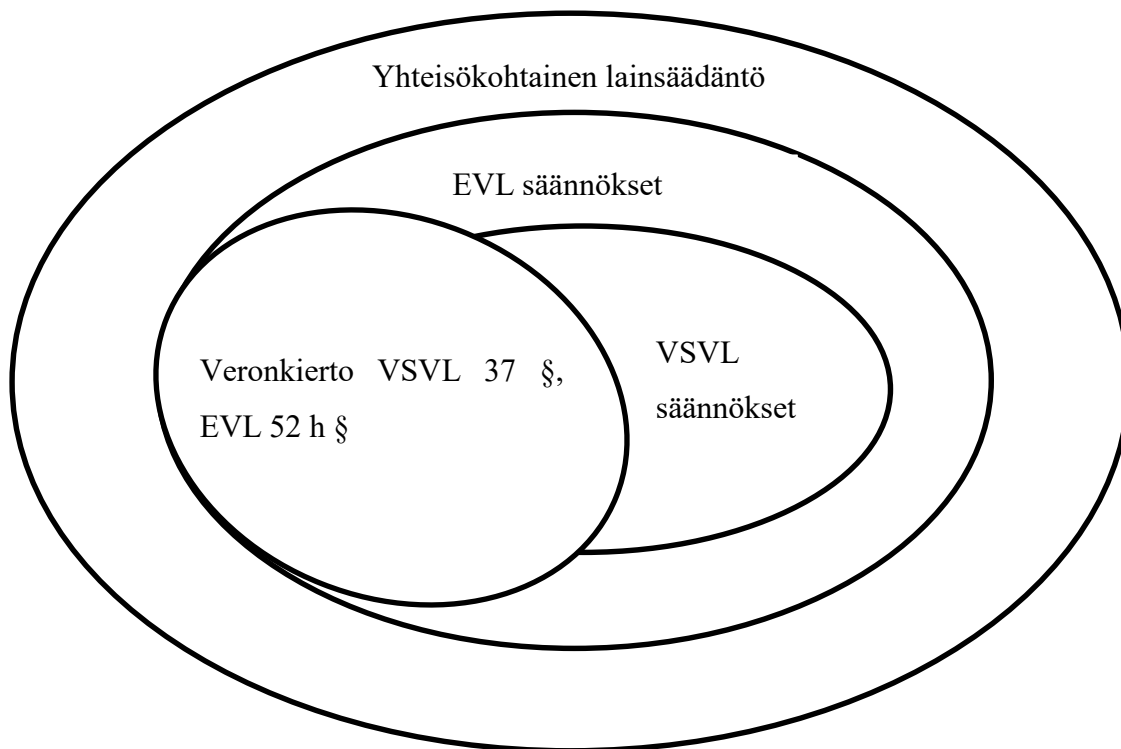 Yhteisökohtainen lainsäädäntö
EVL säännökset
Veronkierto VSVL 37 §,
EVL 52 h §
VSVL
säännökset